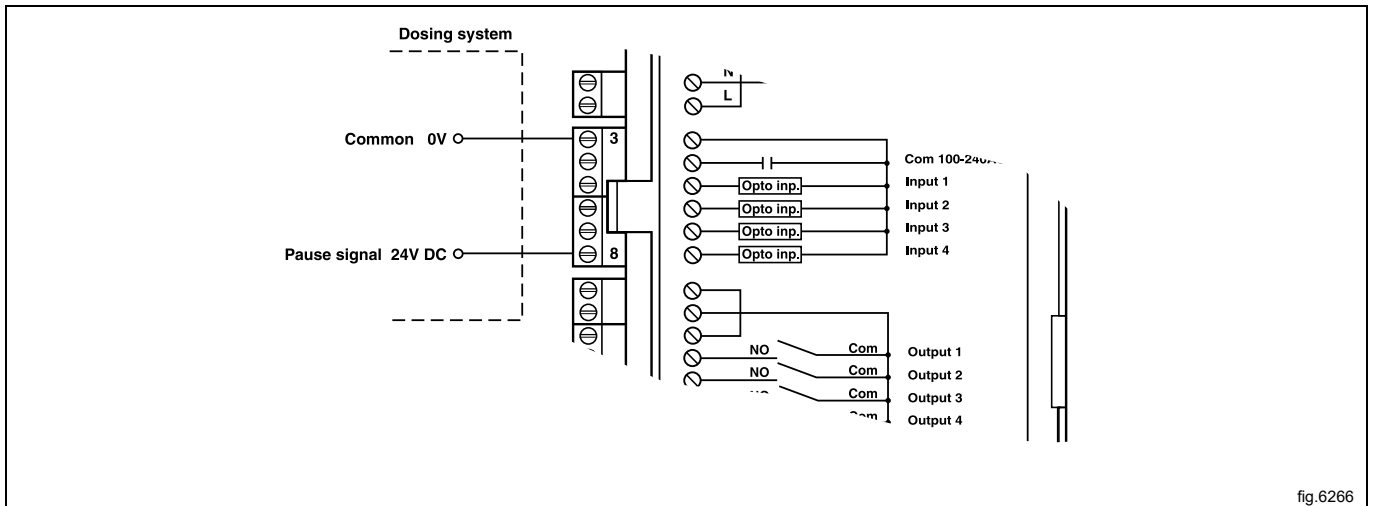 Dosing system
N
L
Common 0V
3
Com
Opto inp. Input 1
Opto inp. Input 2
Opto inp. Input 3
Opto inp. Input 4
Pause signal 24V DC
8
NO Com Output 1
NO Com Output 2
Com Output 3
Output 4
fig.6266